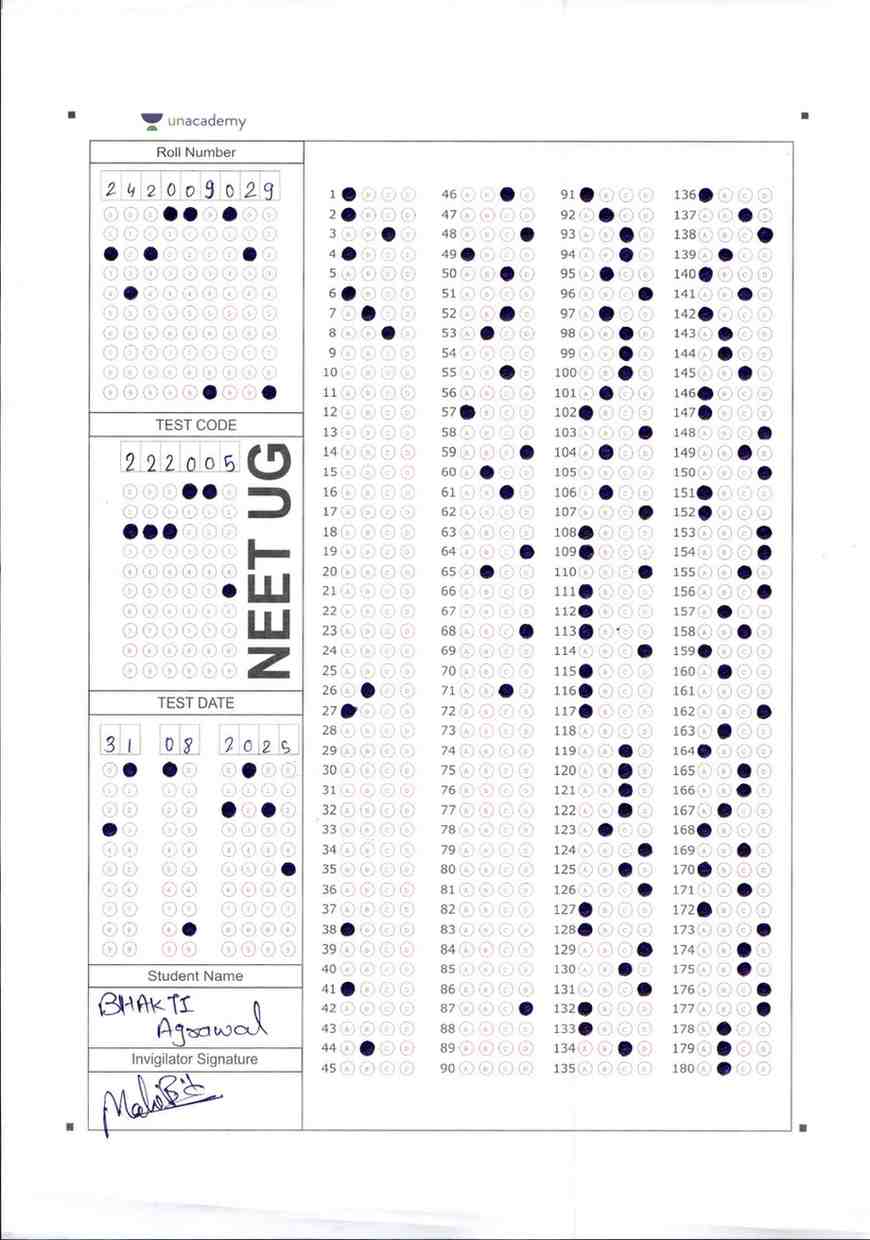 unacademy
Roll Number
2 4 2 0 0 9 0 2 9
TEST CODE
2 2 2 0 0 5
NEET UG
TEST DATE
3 1 0 8 2 0 2 5
Student Name
BHAKTI
Agrawal
Invigilator Signature
1 46 91 136
2 47 92 137
3 48 93 138
4 49 94 139
5 50 95 140
6 51 96 141
7 52 97 142
8 53 98 143
9 54 99 144
10 55 100 145
11 56 101 146
12 57 102 147
13 58 103 148
14 59 104 149
15 60 105 150
16 61 106 151
17 62 107 152
18 63 108 153
19 64 109 154
20 65 110 155
21 66 111 156
22 67 112 157
23 68 113 158
24 69 114 159
25 70 115 160
26 71 116 161
27 72 117 162
28 73 118 163
29 74 119 164
30 75 120 165
31 76 121 166
32 77 122 167
33 78 123 168
34 79 124 169
35 80 125 170
36 81 126 171
37 82 127 172
38 83 128 173
39 84 129 174
40 85 130 175
41 86 131 176
42 87 132 177
43 88 133 178
44 89 134 179
45 90 135 180